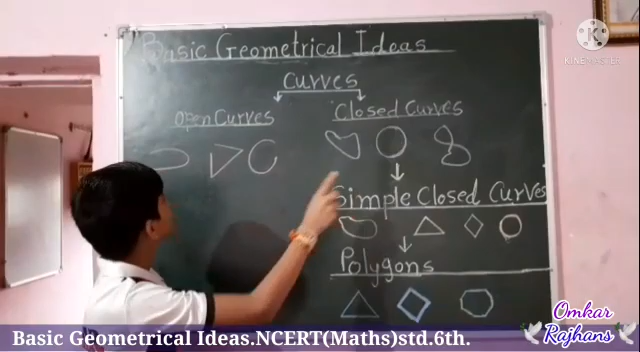 Basic Geometrical Ideas
KINEMASTER
Curves
Open Curves
Closed Curves
Simple Closed Curves
Polygons
Omkar
Rajhans
Basic Geometrical Ideas.NCERT(Maths)std.6th.